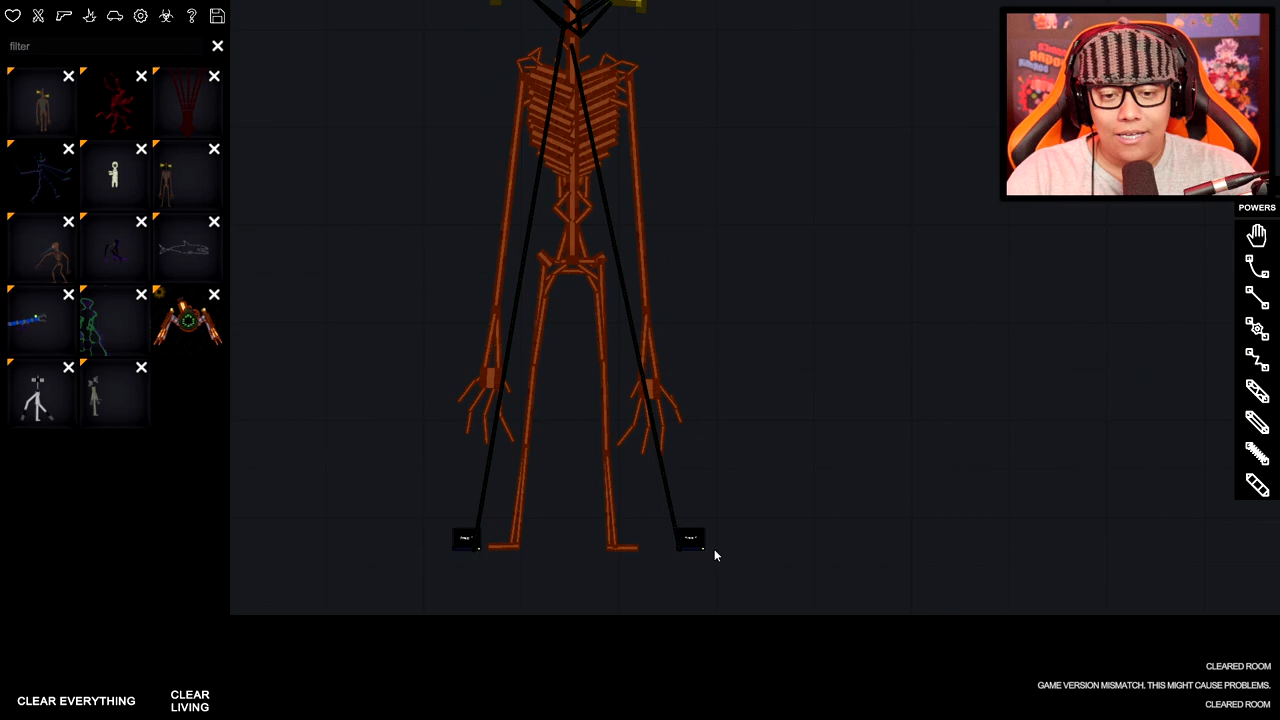 filter
POWERS
CLEARED ROOM
GAME VERSION MISMATCH. THIS MIGHT CAUSE PROBLEMS.
CLEARED ROOM
CLEAR EVERYTHING
CLEAR
LIVING